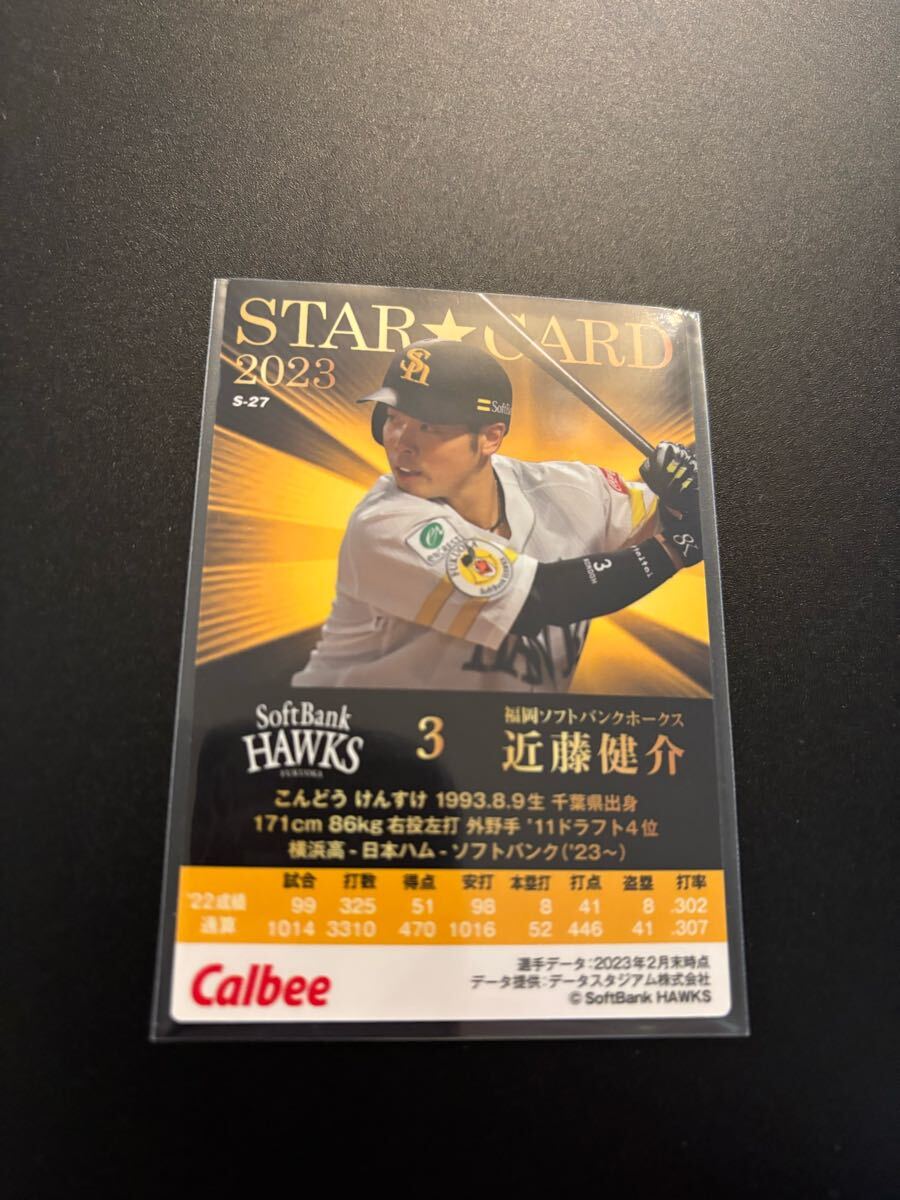 STAR★CARD
2023
S-27
SH
SoftBank
FUKUOKA
3
SoftBank
HAWKS
FUKUOKA
3
福岡ソフトバンクホークス
近藤健介
こんどう けんすけ 1993.8.9生 千葉県出身
171cm 86kg 右投左打 外野手 '11ドラフト4位
横浜高-日本ハム-ソフトバンク('23~)
試合 打数 得点 安打 本塁打 打点 盗塁 打率
'22成績 99 325 51 98 8 41 8 .302
通算 1014 3310 470 1016 52 446 41 .307
Calbee
選手データ:2023年2月末時点
データ提供:データスタジアム株式会社
© SoftBank HAWKS